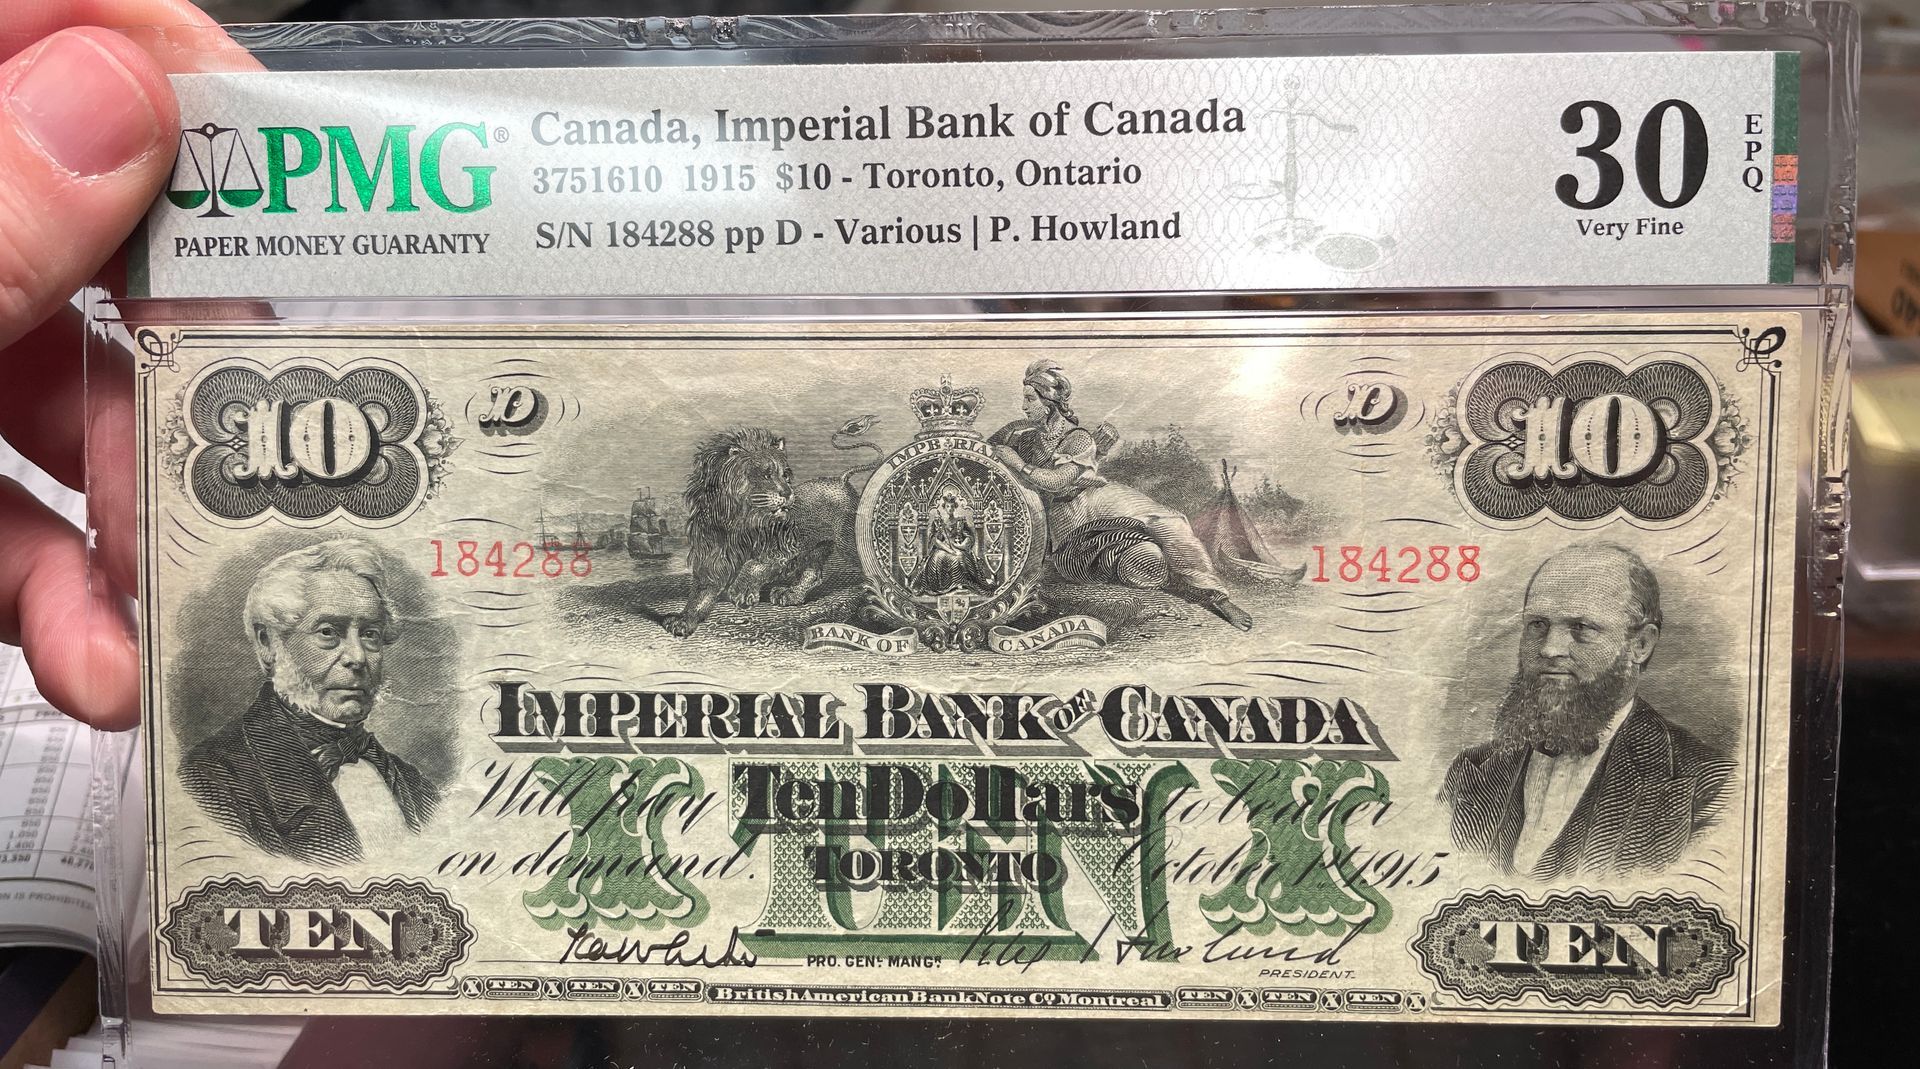 PMG® Canada, Imperial Bank of Canada
3751610 1915 $10 - Toronto, Ontario
PAPER MONEY GUARANTY S/N 184288 pp D - Various | P. Howland
30 EPQ
Very Fine
10 D D 10
IMPERIAL
184288 184288
BANK OF CANADA
IMPERIAL BANK OF CANADA
Will pay Ten Dollars to bearer
X TEN X
on demand. TORONTO October 1st, 1915
TEN TEN
PRO. GENL. MANGR.
PRESIDENT.
X TEN X TEN X TEN British American Bank Note Co. Montreal TEN X TEN X TEN X